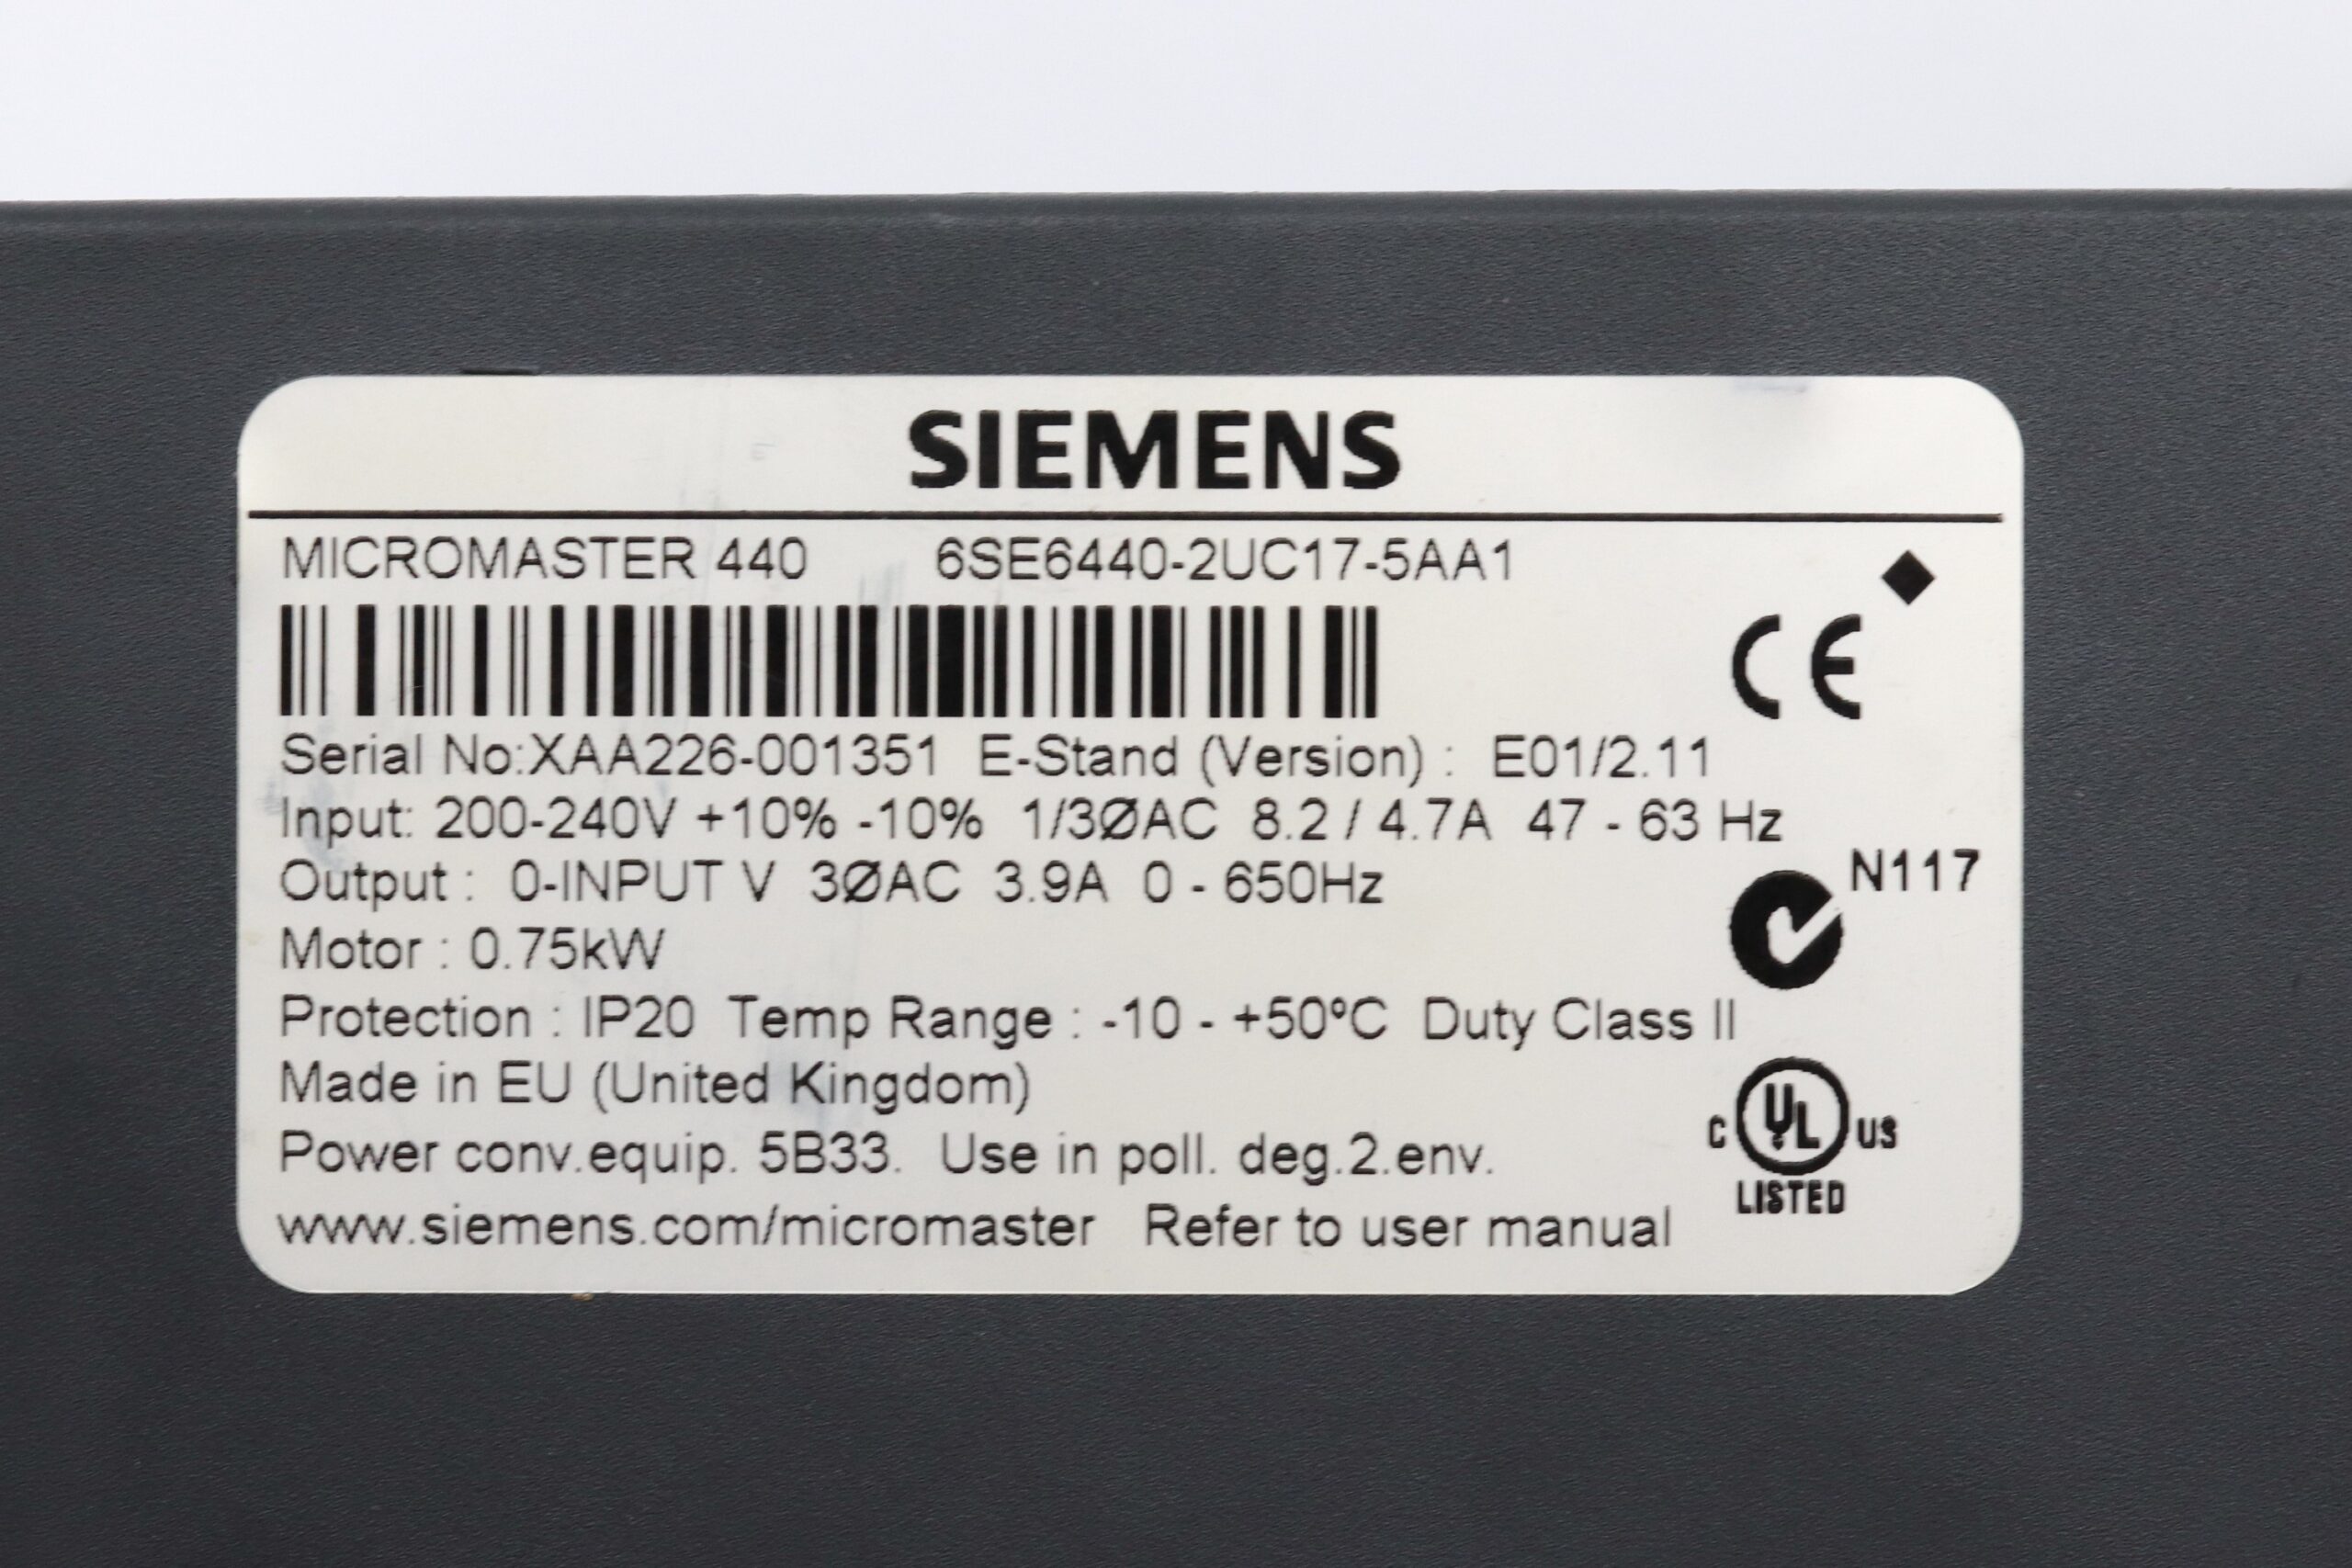 SIEMENS
MICROMASTER 440 6SE6440-2UC17-5AA1
CE
Serial No:XAA226-001351 E-Stand (Version) : E01/2.11
Input: 200-240V +10% -10% 1/3ØAC 8.2 / 4.7A 47 - 63 Hz
Output : 0-INPUT V 3ØAC 3.9A 0 - 650Hz
N117
Motor : 0.75kW
Protection : IP20 Temp Range : -10 - +50ºC Duty Class II
Made in EU (United Kingdom)
C UL US
Power conv.equip. 5B33. Use in poll. deg.2.env.
LISTED
www.siemens.com/micromaster Refer to user manual